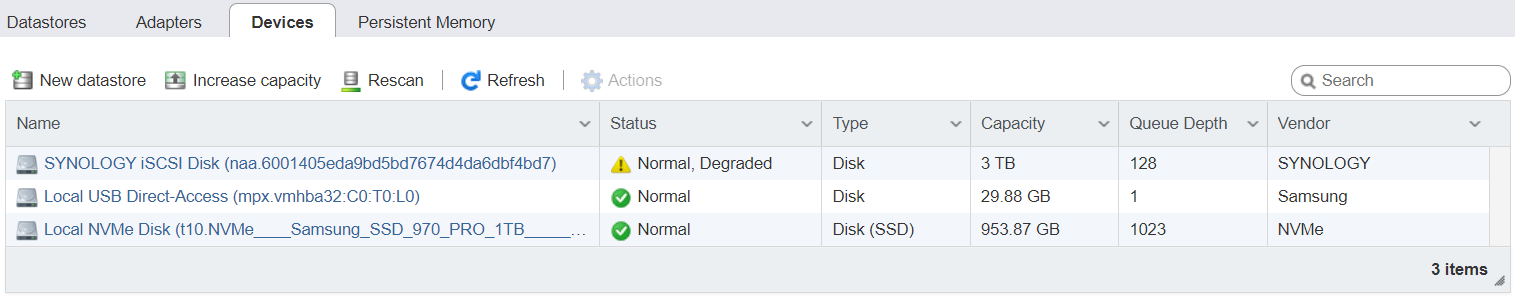 Datastores Adapters Devices Persistent Memory
New datastore Increase capacity Rescan Refresh Actions Search
Name Status Type Capacity Queue Depth Vendor
SYNOLOGY iSCSI Disk (naa.6001405eda9bd5bd7674d4da6dbf4bd7) Normal, Degraded Disk 3 TB 128 SYNOLOGY
Local USB Direct-Access (mpx.vmhba32:C0:T0:L0) Normal Disk 29.88 GB 1 Samsung
Local NVMe Disk (t10.NVMe____Samsung_SSD_970_PRO_1TB_____... Normal Disk (SSD) 953.87 GB 1023 NVMe
3 items